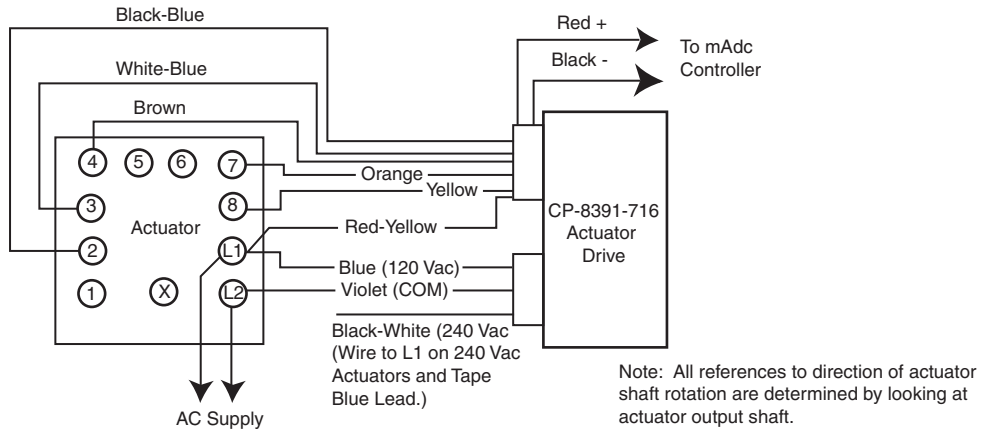 Black-Blue
Red +
To mAdc
Controller
White-Blue
Black -
Brown
4
5
6
7
Orange
Yellow
8
3
CP-8391-716
Actuator
Drive
Actuator
Red-Yellow
2
L1
Blue (120 Vac)
1
X
L2
Violet (COM)
Black-White (240 Vac
(Wire to L1 on 240 Vac
Actuators and Tape
Blue Lead.)
Note: All references to direction of actuator
shaft rotation are determined by looking at
actuator output shaft.
AC Supply